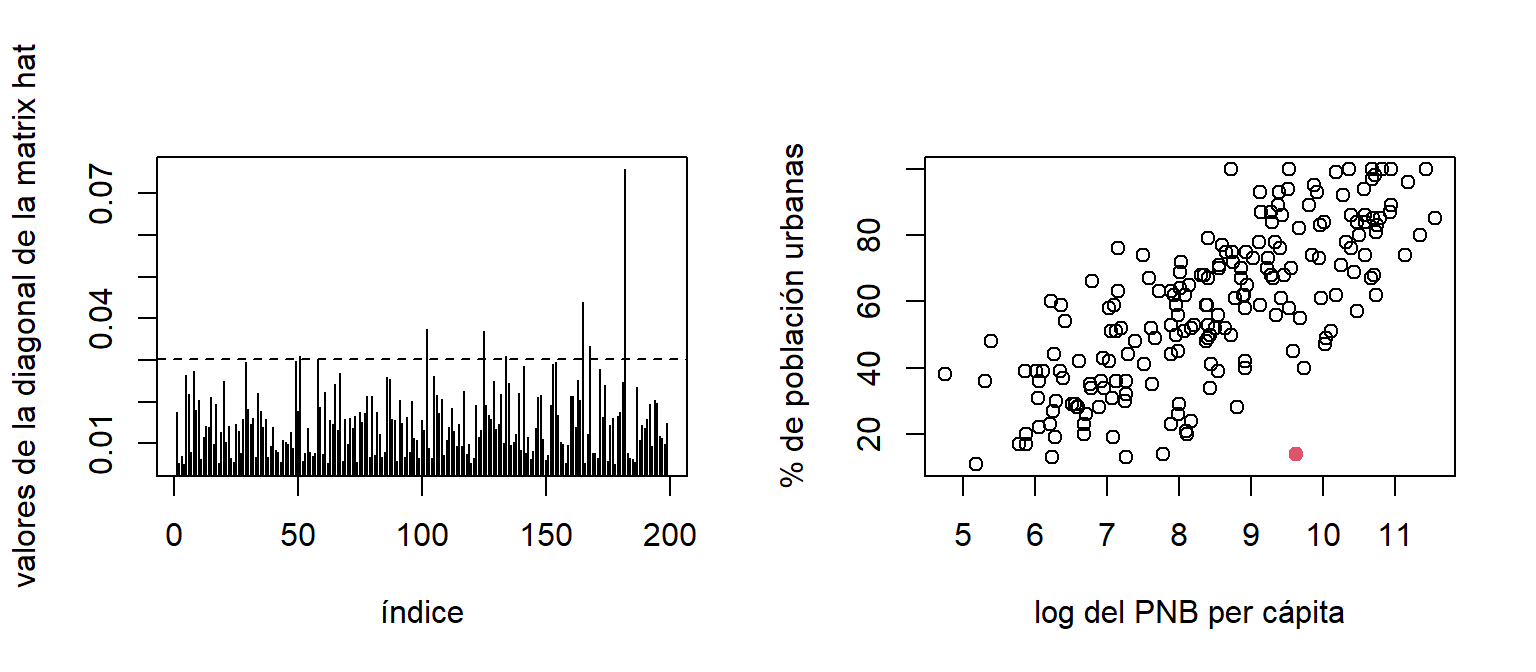 valores de la diagonal de la matrix hat
0.07
0.04
0.01
0 50 100 150 200
índice
% de población urbanas
80
60
40
20
5 6 7 8 9 10 11
log del PNB per cápita